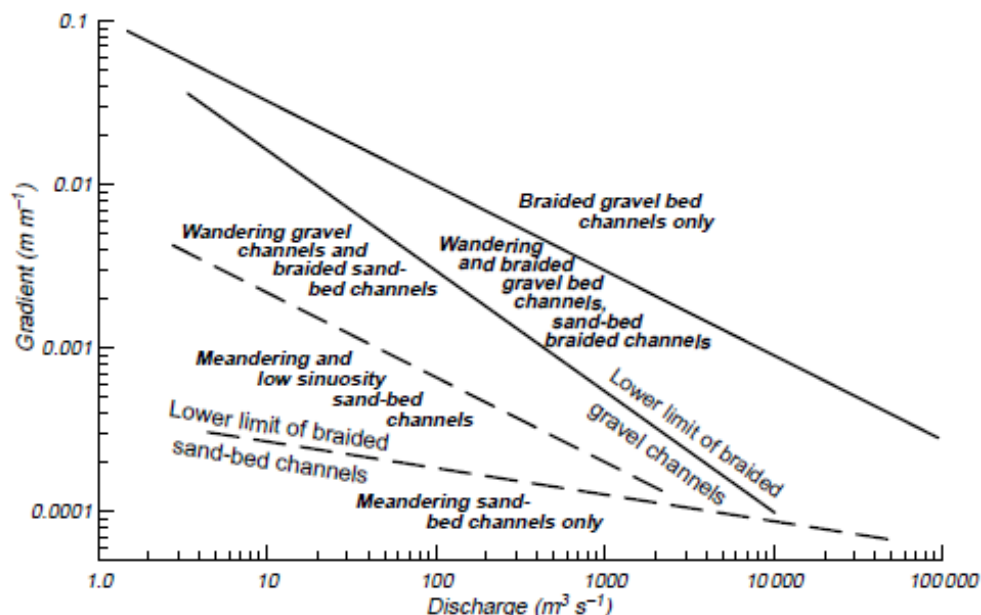 0.1
0.01
0.001
0.0001
Gradient (m m⁻¹)
Braided gravel bed
channels only
Wandering gravel
channels and
braided sand-
bed channels
Wandering
and braided
gravel bed
channels,
sand-bed
braided channels
Meandering and
low sinuosity
sand-bed
channels
Lower limit of braided
gravel channels
Lower limit of braided
sand-bed channels
Meandering sand-
bed channels only
1.0
10
100
1000
10 000
100 000
Discharge (m³ s⁻¹)